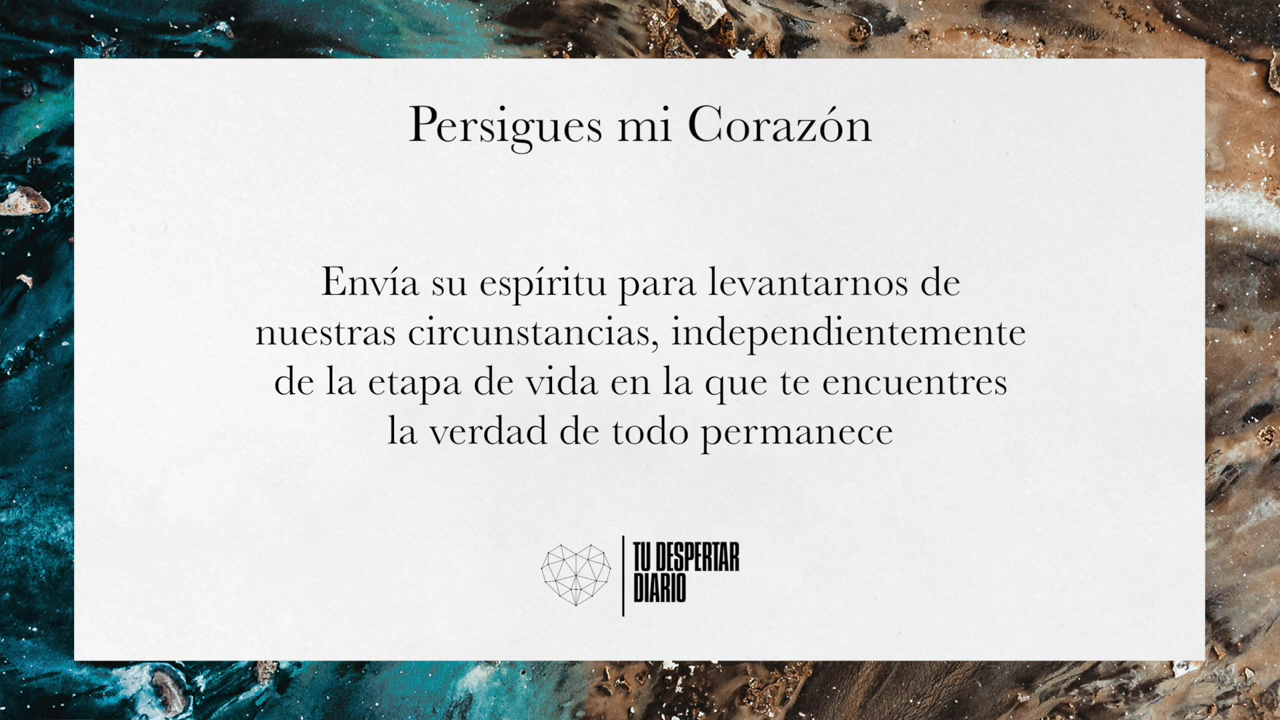 Persigues mi Corazón
Envía su espíritu para levantarnos de
nuestras circunstancias, independientemente
de la etapa de vida en la que te encuentres
la verdad de todo permanece
TU DESPERTAR
DIARIO